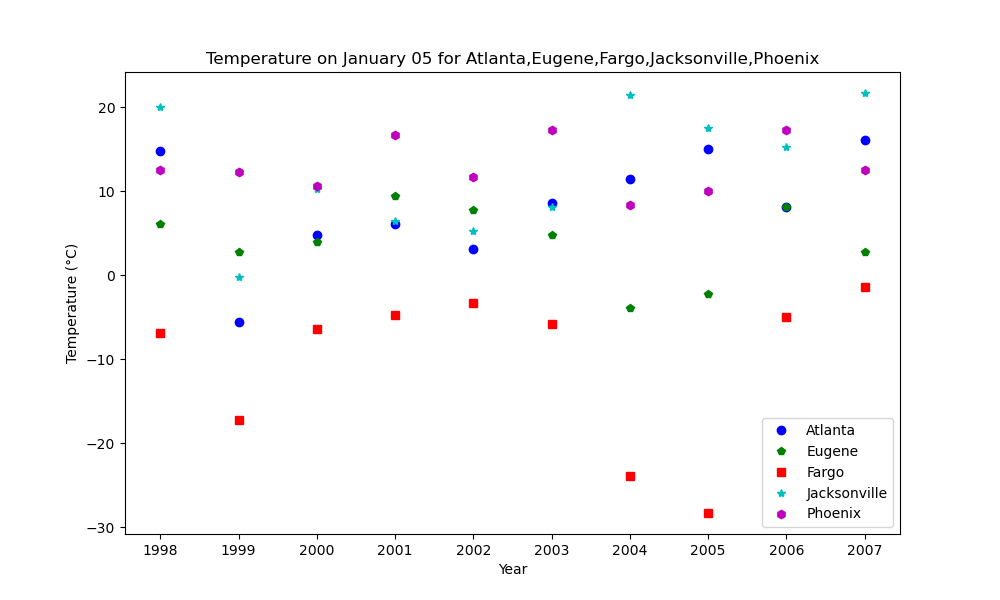 Temperature on January 05 for Atlanta,Eugene,Fargo,Jacksonville,Phoenix
Temperature (°C)
20
10
0
−10
−20
−30
1998 1999 2000 2001 2002 2003 2004 2005 2006 2007
Year
Atlanta
Eugene
Fargo
Jacksonville
Phoenix